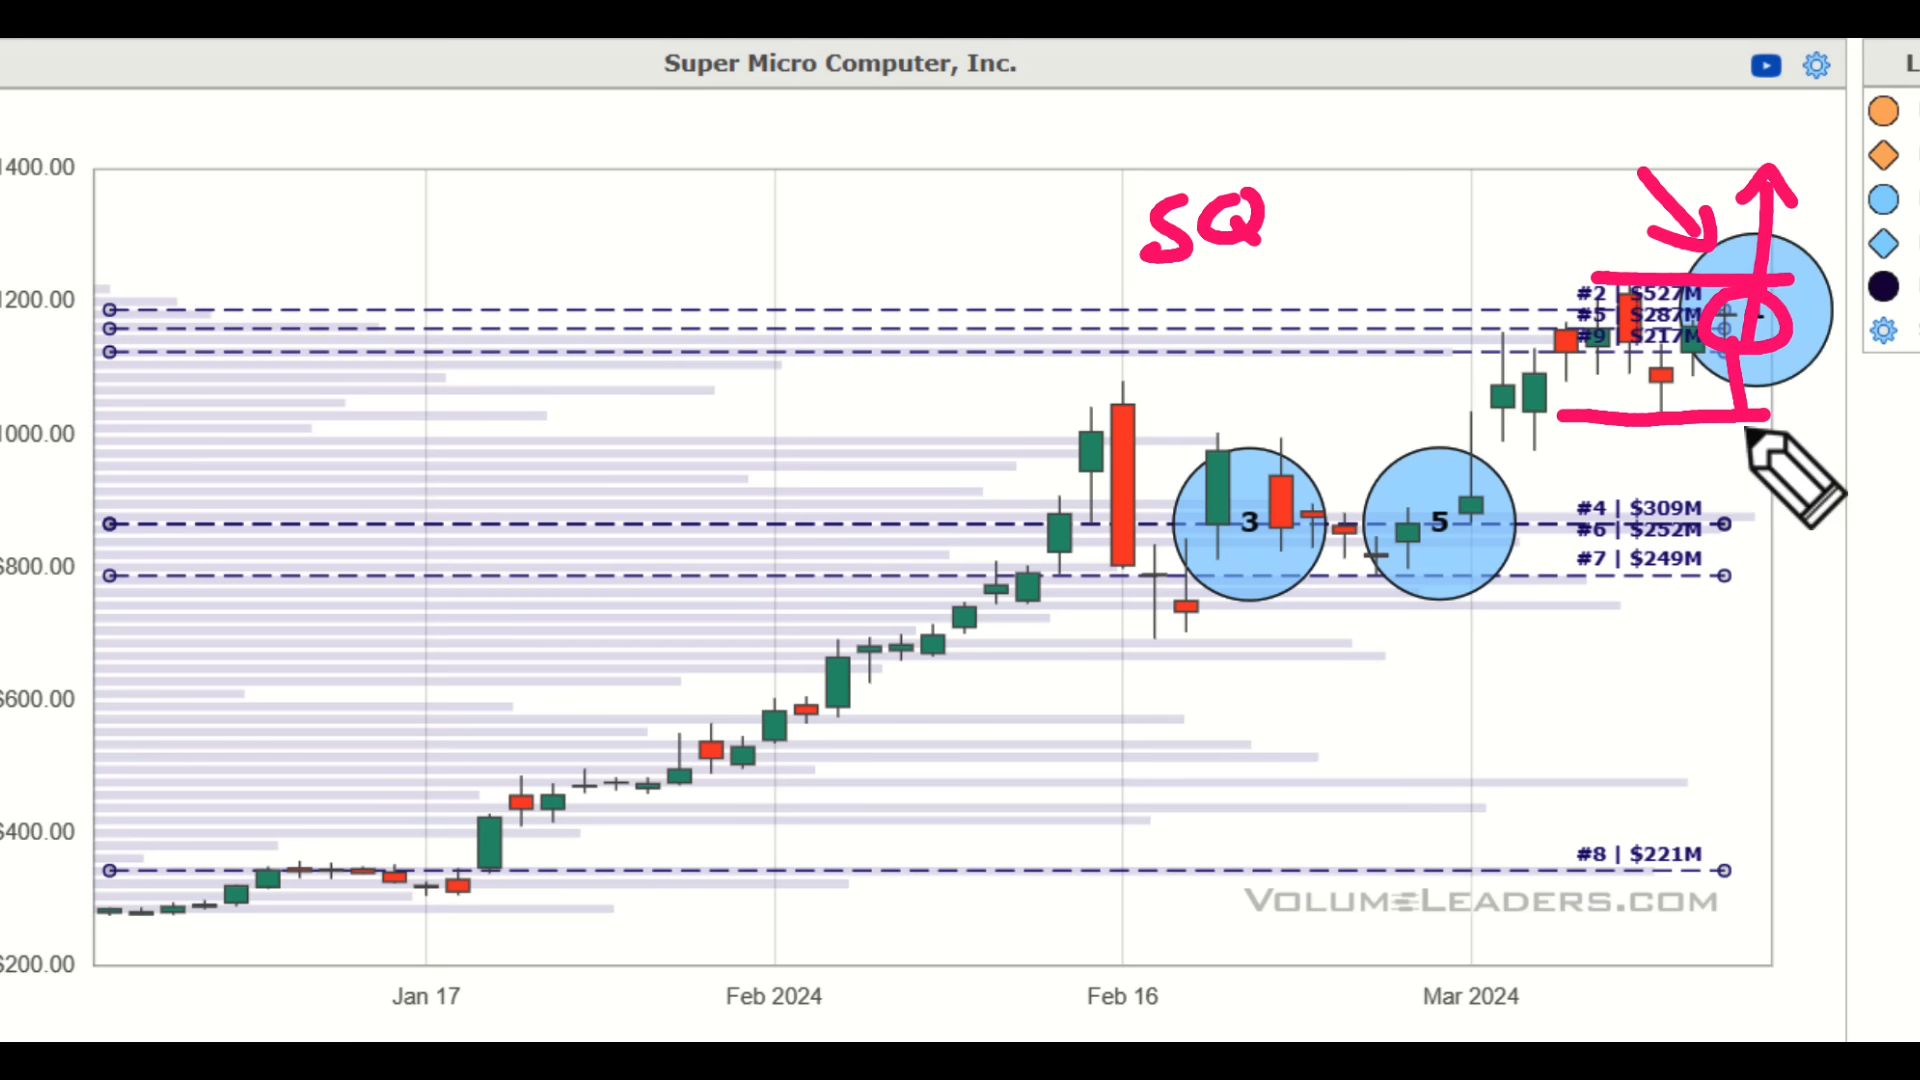 Super Micro Computer, Inc.
L
1400.00
SQ
$1200.00
#2 | $527M
#5 | $287M
#9 | $217M
$1000.00
3
5
#4 | $309M
#6 | $252M
#7 | $249M
$800.00
$600.00
$400.00
#8 | $221M
VOLUMELEADERS.COM
$200.00
Jan 17
Feb 2024
Feb 16
Mar 2024